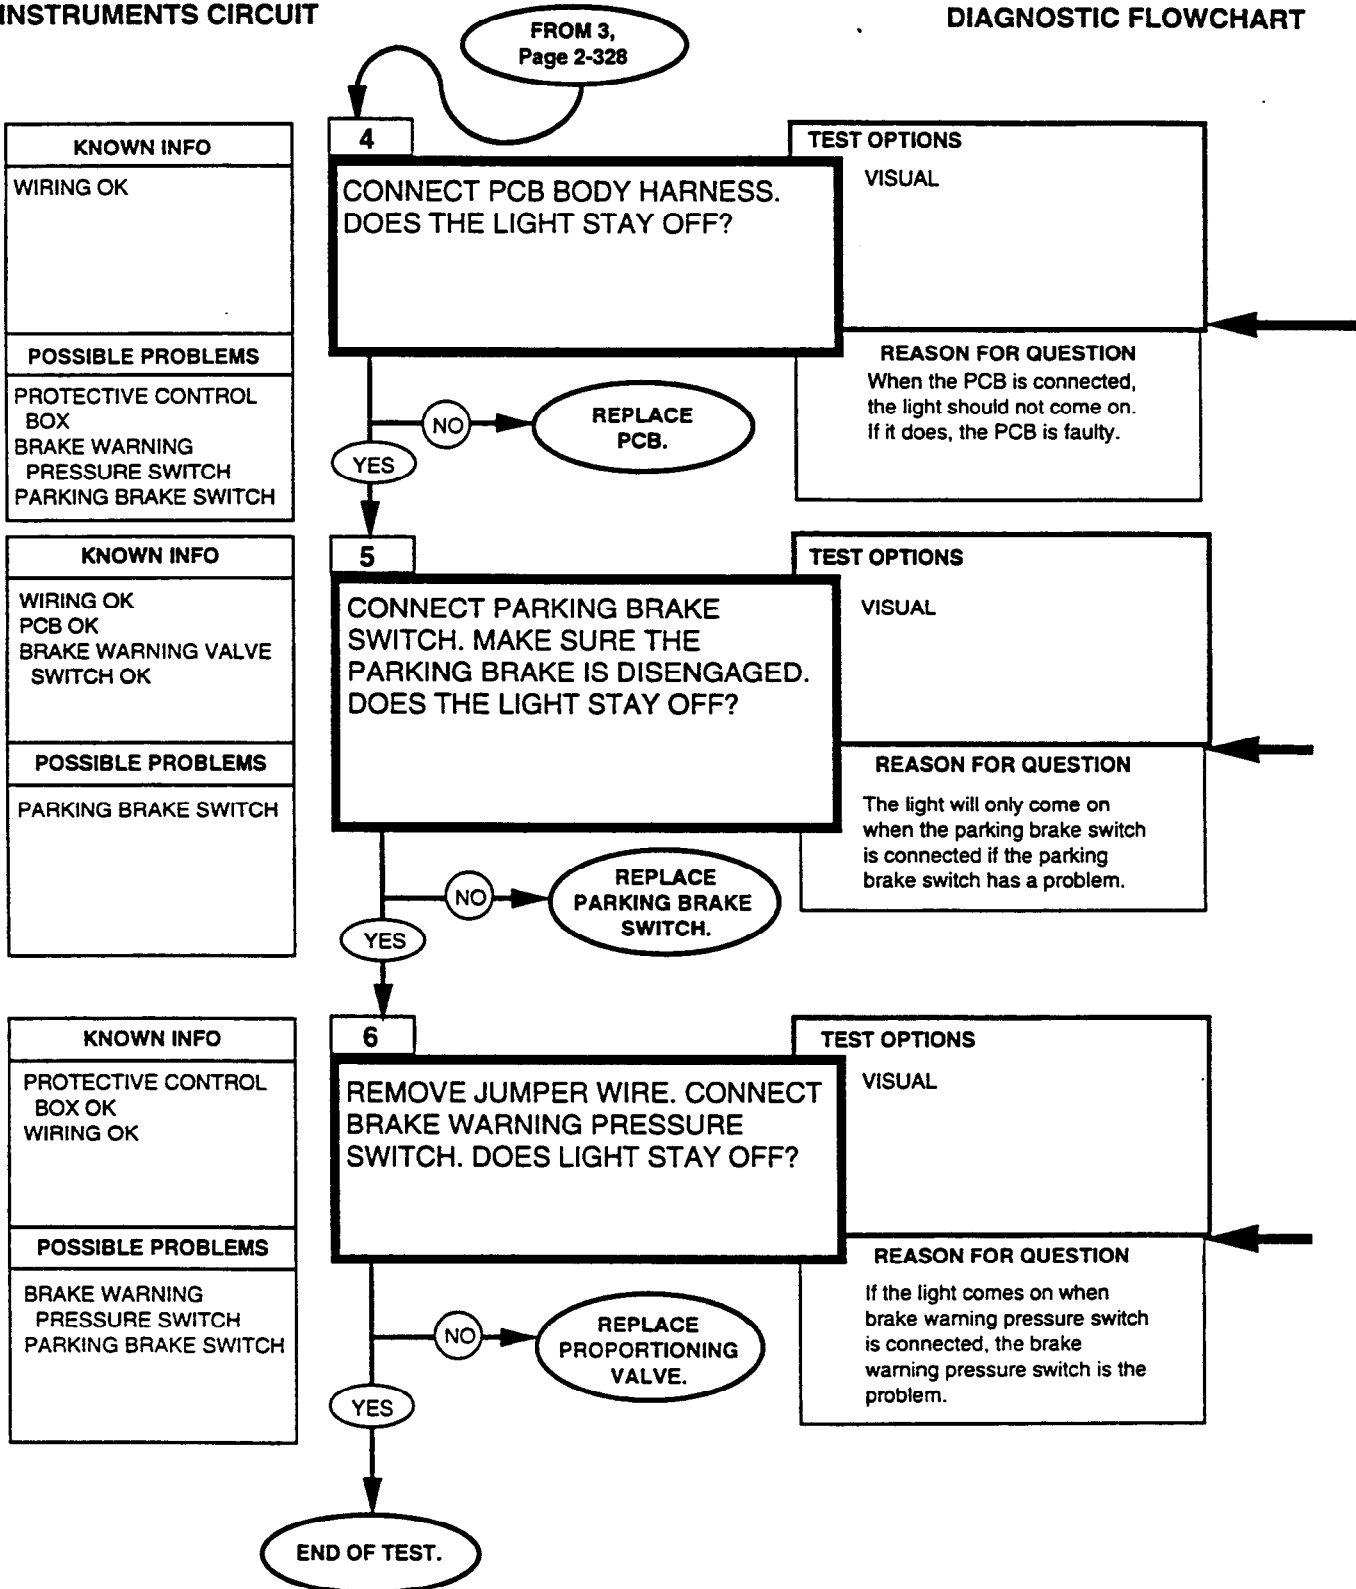 INSTRUMENTS CIRCUIT
DIAGNOSTIC FLOWCHART
FROM 3,
Page 2-328
KNOWN INFO
WIRING OK
POSSIBLE PROBLEMS
PROTECTIVE CONTROL
BOX
BRAKE WARNING
PRESSURE SWITCH
PARKING BRAKE SWITCH
4
CONNECT PCB BODY HARNESS.
DOES THE LIGHT STAY OFF?
TEST OPTIONS
VISUAL
REASON FOR QUESTION
When the PCB is connected,
the light should not come on.
If it does, the PCB is faulty.
NO
REPLACE
PCB.
YES
KNOWN INFO
WIRING OK
PCB OK
BRAKE WARNING VALVE
SWITCH OK
POSSIBLE PROBLEMS
PARKING BRAKE SWITCH
5
CONNECT PARKING BRAKE
SWITCH. MAKE SURE THE
PARKING BRAKE IS DISENGAGED.
DOES THE LIGHT STAY OFF?
TEST OPTIONS
VISUAL
REASON FOR QUESTION
The light will only come on
when the parking brake switch
is connected if the parking
brake switch has a problem.
NO
REPLACE
PARKING BRAKE
SWITCH.
YES
KNOWN INFO
PROTECTIVE CONTROL
BOX OK
WIRING OK
POSSIBLE PROBLEMS
BRAKE WARNING
PRESSURE SWITCH
PARKING BRAKE SWITCH
6
REMOVE JUMPER WIRE. CONNECT
BRAKE WARNING PRESSURE
SWITCH. DOES LIGHT STAY OFF?
TEST OPTIONS
VISUAL
REASON FOR QUESTION
If the light comes on when
brake warning pressure switch
is connected, the brake
warning pressure switch is the
problem.
NO
REPLACE
PROPORTIONING
VALVE.
YES
END OF TEST.